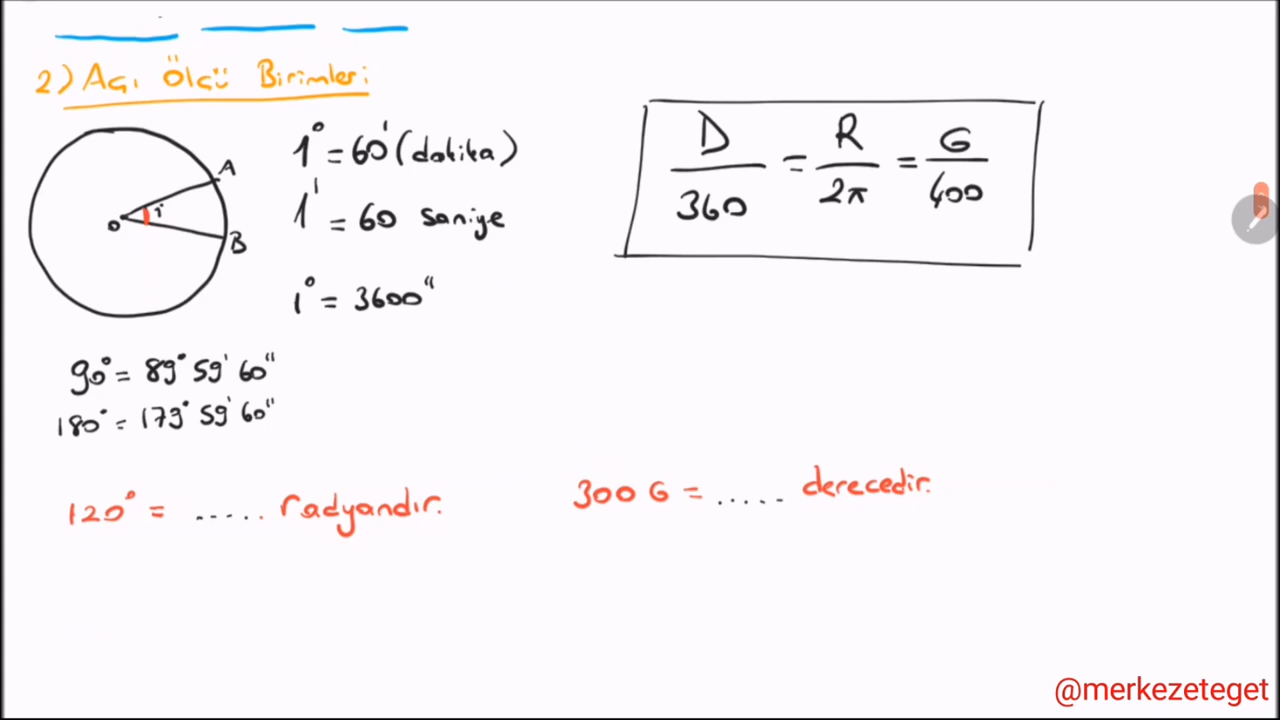 2) Açı Ölçü Birimleri
1° = 60' (dakika)
1' = 60 saniye
1° = 3600"
A
O
1°
B
D/360 = R/2π = G/400
90° = 89° 59' 60"
180° = 179° 59' 60"
120° = ...... radyandır.
300 G = ..... derecedir.
@merkezeteget